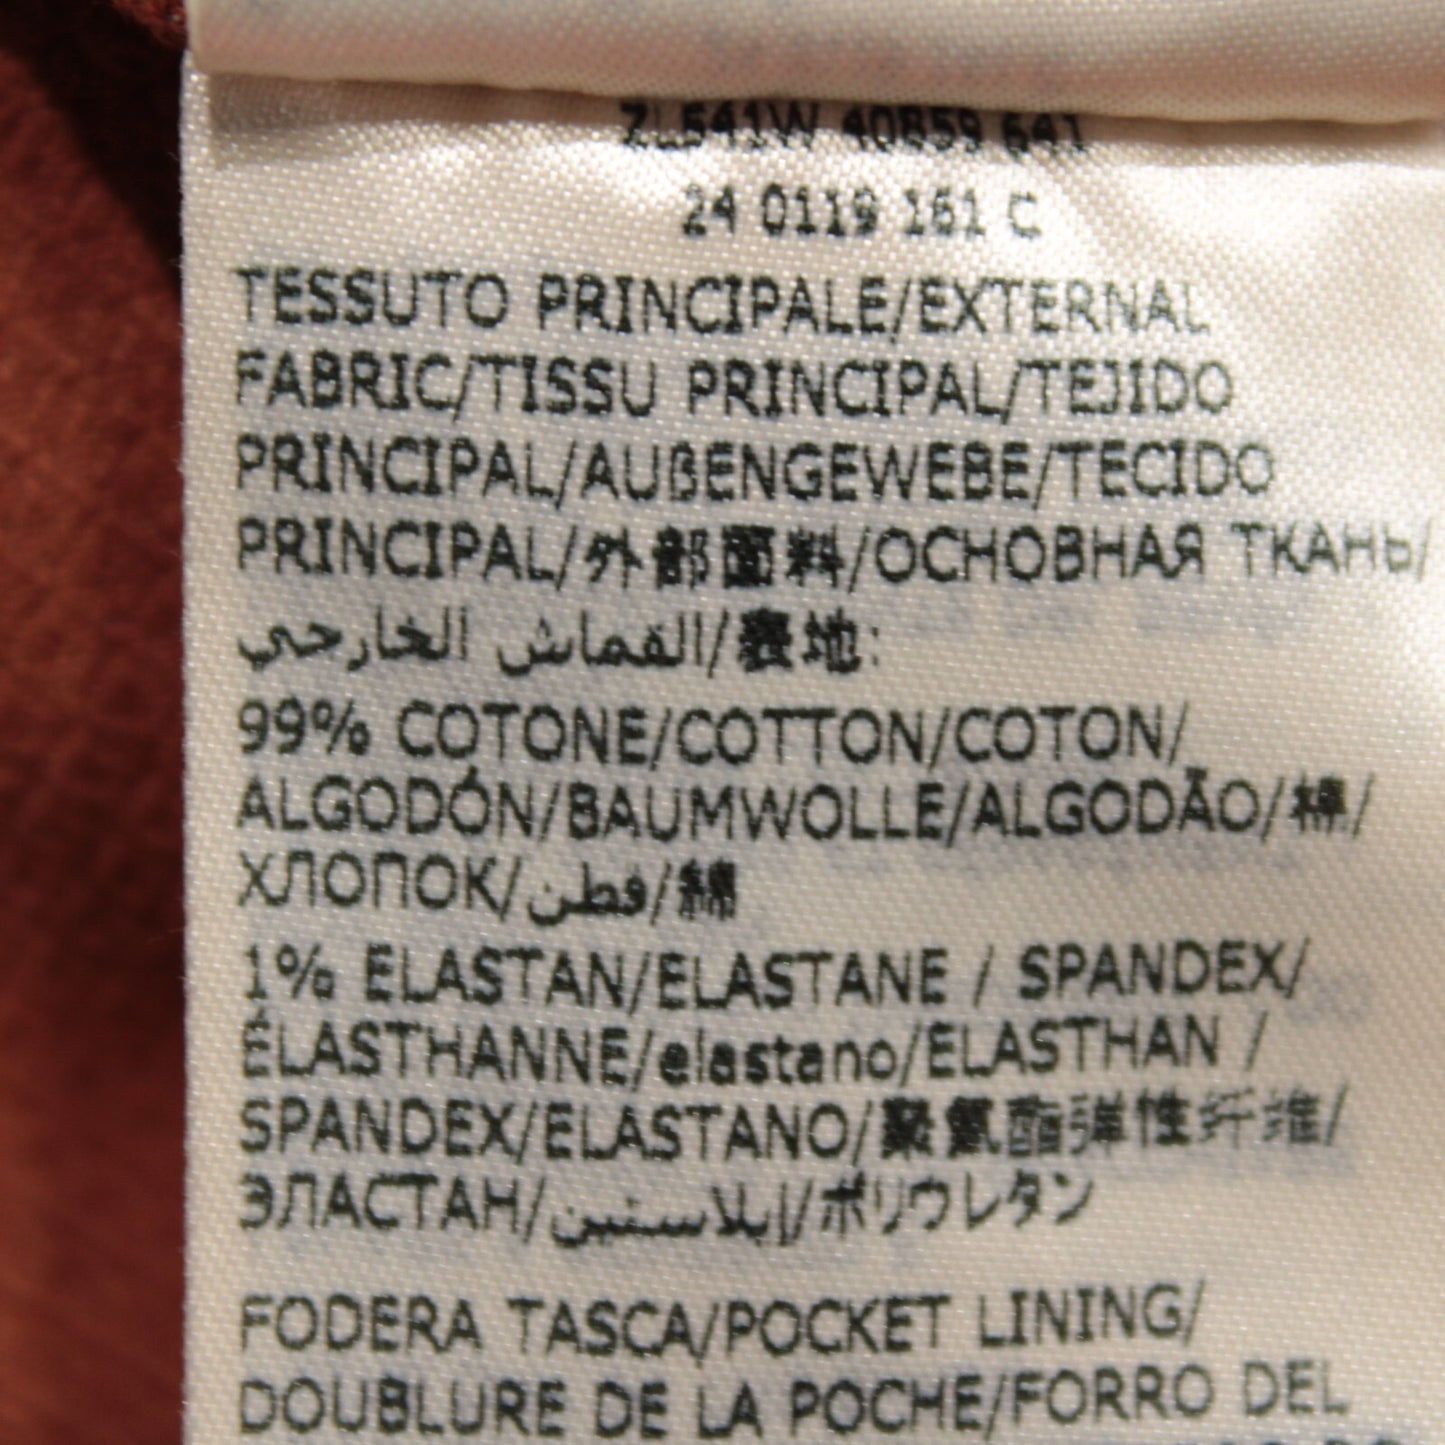 ZL541W 40859 641
24 0119 161 C
TESSUTO PRINCIPALE/EXTERNAL
FABRIC/TISSU PRINCIPAL/TEJIDO
PRINCIPAL/AUßENGEWEBE/TECIDO
PRINCIPAL/外部面料/ОСНОВНАЯ ТКАНЬ/
القماش الخارجي/表地:
99% COTONE/COTTON/COTON/
ALGODÓN/BAUMWOLLE/ALGODÃO/棉/
ХЛОПОК/قطن/綿
1% ELASTAN/ELASTANE / SPANDEX/
ÉLASTHANNE/elastano/ELASTHAN /
SPANDEX/ELASTANO/聚氨酯弹性纤维/
ЭЛАСТАН/إيلاستين/ポリウレタン
FODERA TASCA/POCKET LINING/
DOUBLURE DE LA POCHE/FORRO DEL